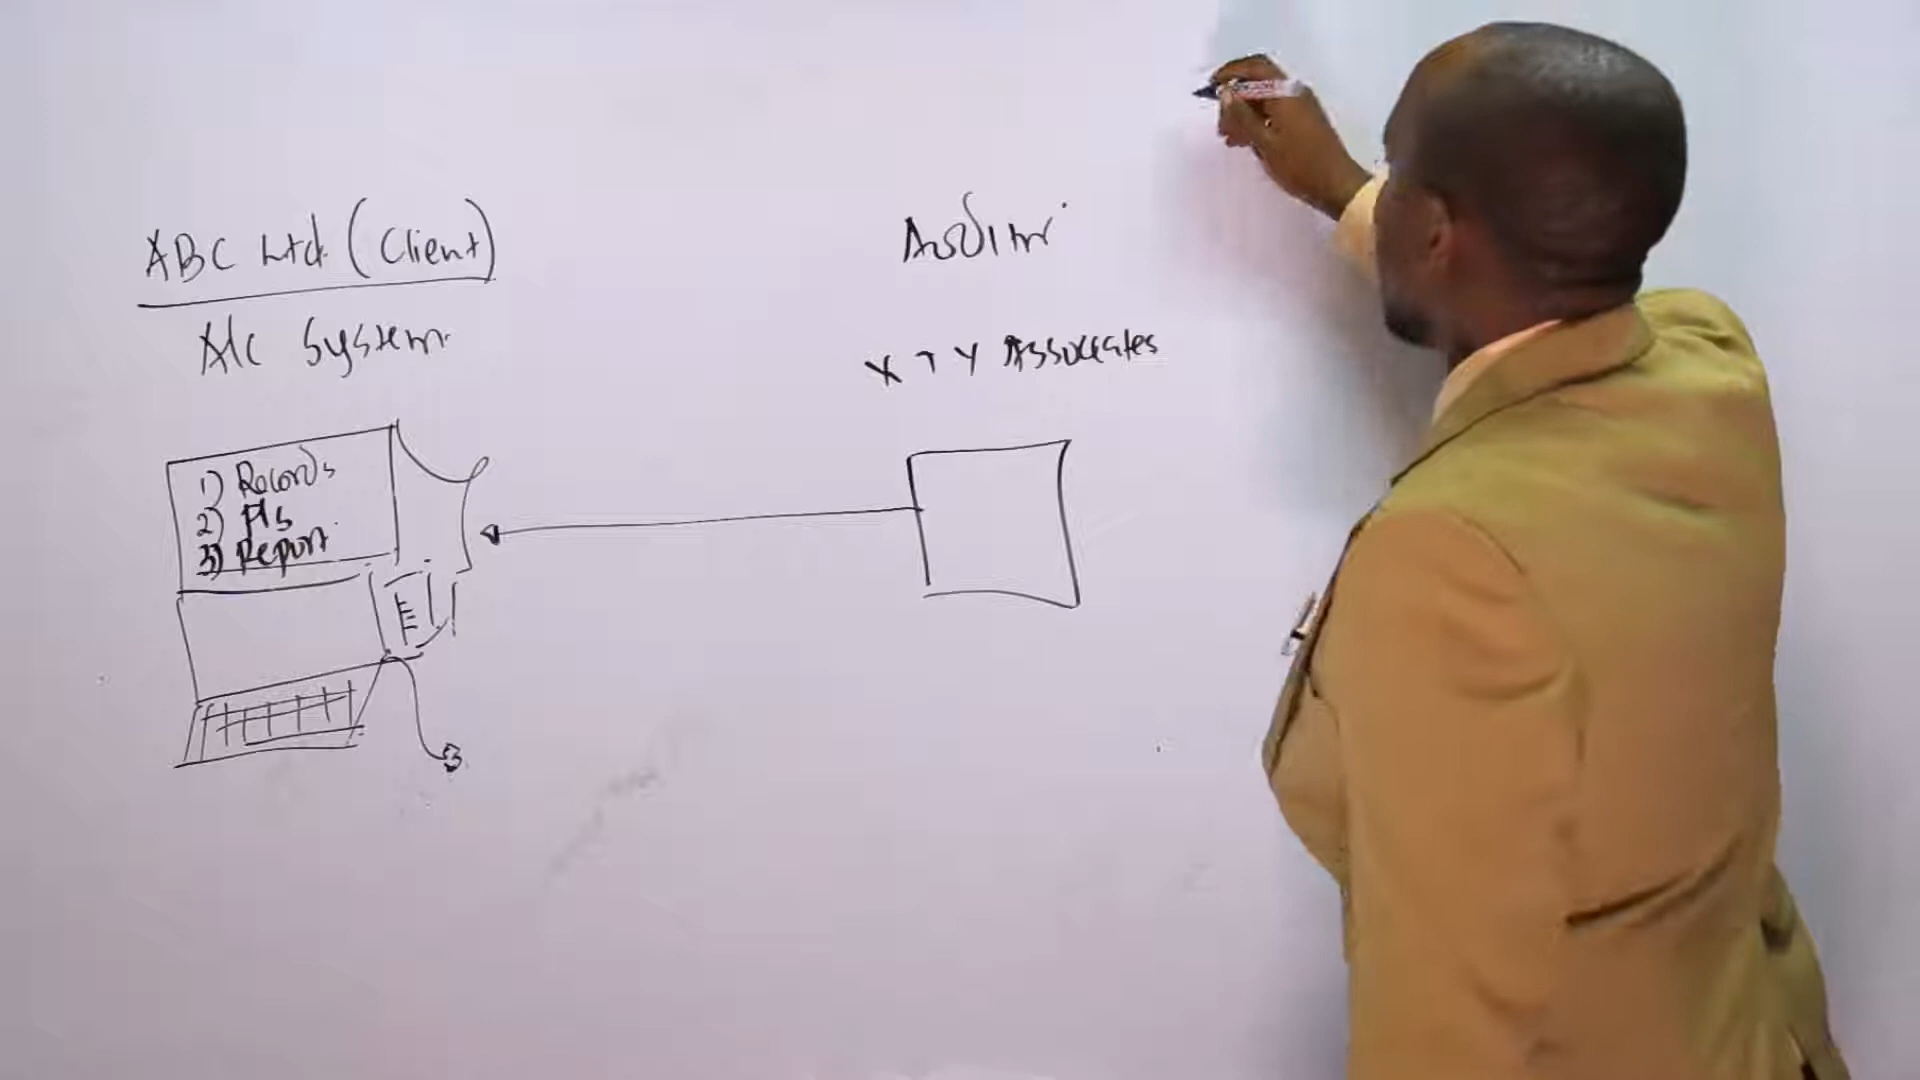 ABC Ltd. (Client)
A/c System
1) Records
2) F/s
3) Report
Auditor
X T Y Associates